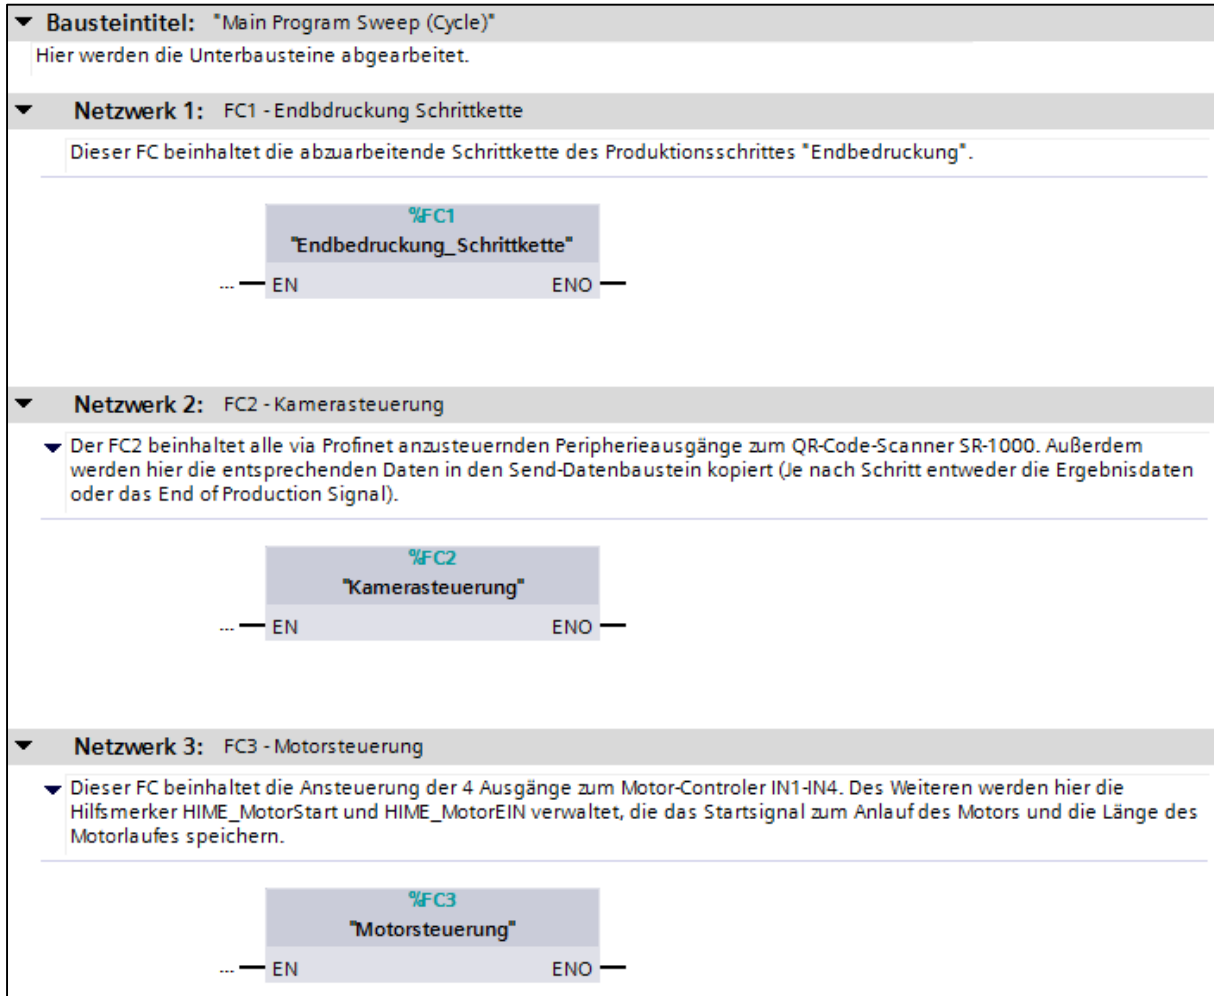 Bausteintitel: "Main Program Sweep (Cycle)"
Hier werden die Unterbausteine abgearbeitet.
Netzwerk 1: FC1 - Endbdruckung Schrittkette
Dieser FC beinhaltet die abzuarbeitende Schrittkette des Produktionsschrittes "Endbedruckung".
%FC1
"Endbedruckung_Schrittkette"
... EN ENO
Netzwerk 2: FC2 - Kamerasteuerung
Der FC2 beinhaltet alle via Profinet anzusteuernden Peripherieausgänge zum QR-Code-Scanner SR-1000. Außerdem
werden hier die entsprechenden Daten in den Send-Datenbaustein kopiert (Je nach Schritt entweder die Ergebnisdaten
oder das End of Production Signal).
%FC2
"Kamerasteuerung"
... EN ENO
Netzwerk 3: FC3 - Motorsteuerung
Dieser FC beinhaltet die Ansteuerung der 4 Ausgänge zum Motor-Controler IN1-IN4. Des Weiteren werden hier die
Hilfsmerker HIME_MotorStart und HIME_MotorEIN verwaltet, die das Startsignal zum Anlauf des Motors und die Länge des
Motorlaufes speichern.
%FC3
"Motorsteuerung"
... EN ENO